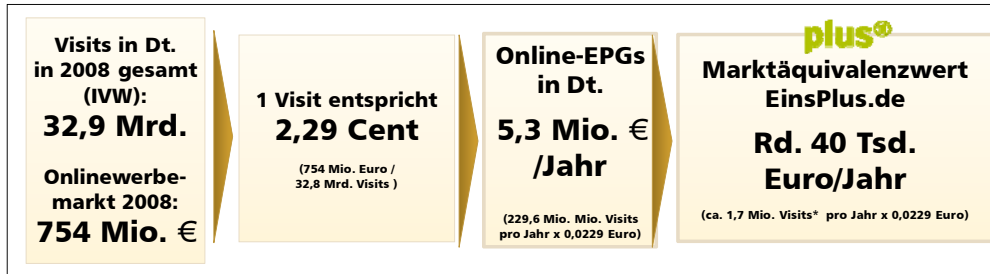 Visits in Dt.
in 2008 gesamt
(IVW):
32,9 Mrd.
Onlinewerbe-
markt 2008:
754 Mio. €
1 Visit entspricht
2,29 Cent
(754 Mio. Euro /
32,8 Mrd. Visits )
Online-EPGs
in Dt.
5,3 Mio. €
/Jahr
(229,6 Mio. Mio. Visits
pro Jahr x 0,0229 Euro)
plus
Marktäquivalenzwert
EinsPlus.de
Rd. 40 Tsd.
Euro/Jahr
(ca. 1,7 Mio. Visits* pro Jahr x 0,0229 Euro)